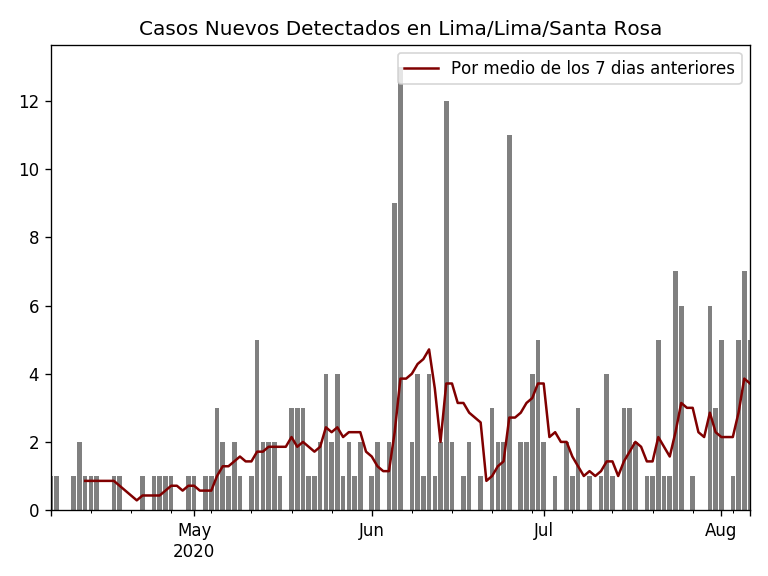 Casos Nuevos Detectados en Lima/Lima/Santa Rosa
Por medio de los 7 dias anteriores
12
10
8
6
4
2
0
May
2020
Jun
Jul
Aug